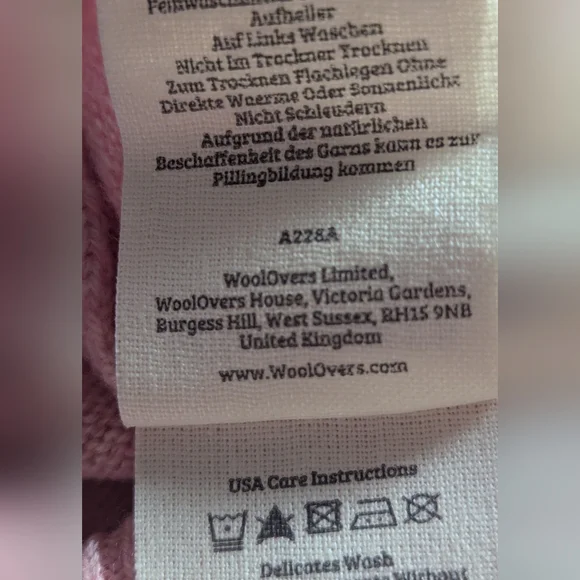 Aufheller
Auf Links Waschen
Nicht Im Trockner Trocknen
Zum Trocknen Flachlegen Ohne
Direkte Waerme Oder Sonnenlicht
Nicht Schleudern
Aufgrund der natürlichen
Beschaffenheit des Garns kann es zur
Pillingbildung kommen
A228A
WoolOvers Limited,
WoolOvers House, Victoria Gardens,
Burgess Hill, West Sussex, RH15 9NB
United Kingdom
www.WoolOvers.com
USA Care Instructions
Delicates Wash
Without